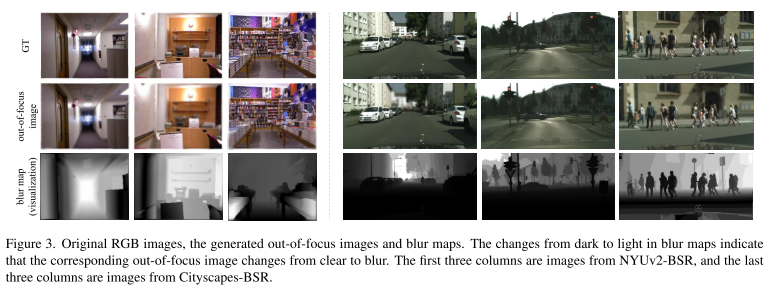 GT
out-of-focus
image
blur map
(visualization)
Figure 3. Original RGB images, the generated out-of-focus images and blur maps. The changes from dark to light in blur maps indicate
that the corresponding out-of-focus image changes from clear to blur. The first three columns are images from NYUv2-BSR, and the last
three columns are images from Cityscapes-BSR.